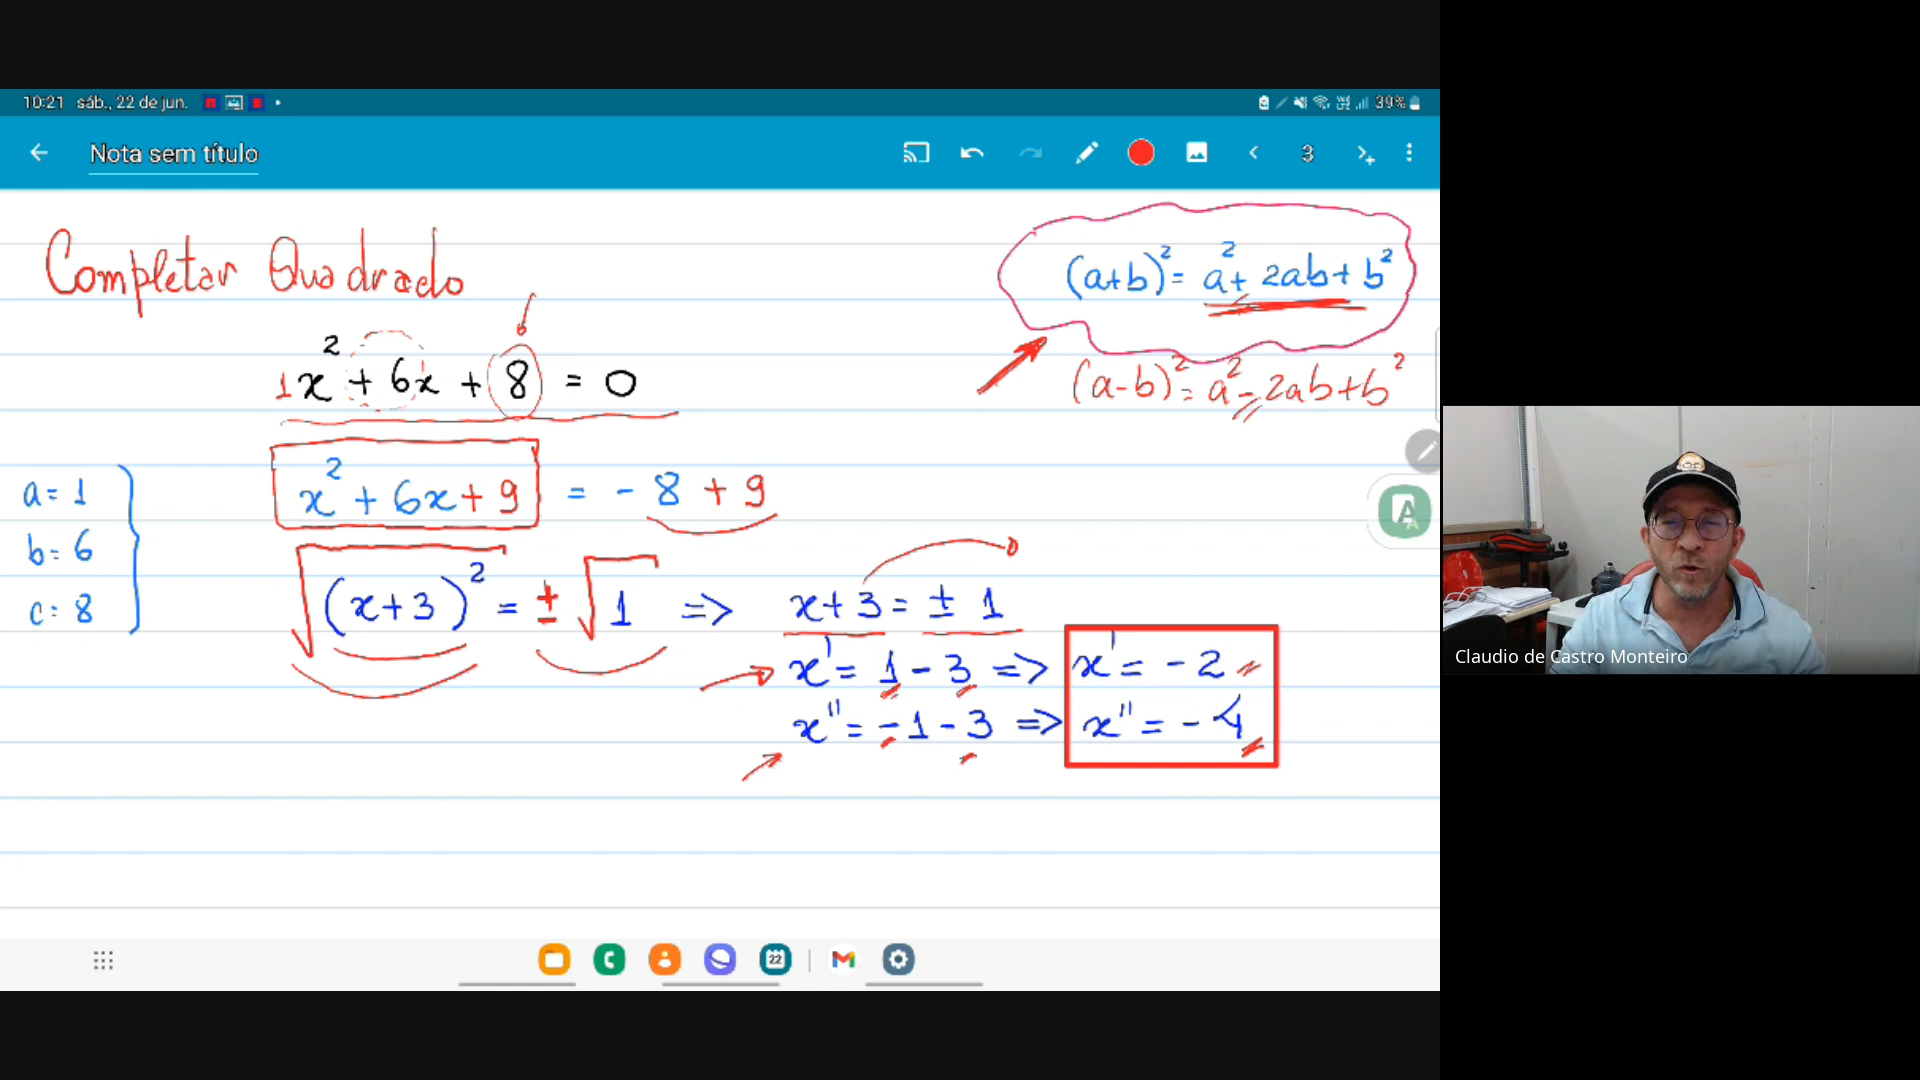 10:21 sáb., 22 de jun.
39%
Nota sem título
3
Completar Quadrado
(a+b)² = a² + 2ab + b²
(a-b)² = a² - 2ab + b²
1x² + 6x + 8 = 0
x² + 6x + 9 = - 8 + 9
a = 1
b = 6
c = 8
√(x+3)² = ± √1 => x+3 = ± 1
x' = 1 - 3 => x' = - 2
x'' = -1 - 3 => x'' = - 4
A
Claudio de Castro Monteiro
22